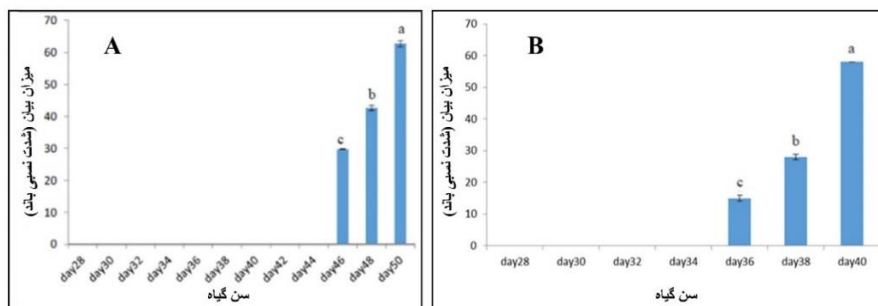 A
میزان بیان (شدت نسبی باند)
70
60
50
40
30
20
10
0
a
b
c
day28
day30
day32
day34
day36
day38
day40
day42
day44
day46
day48
day50
سن گیاه
B
میزان بیان (شدت نسبی باند)
70
60
50
40
30
20
10
0
a
b
c
day28
day30
day32
day34
day36
day38
day40
سن گیاه